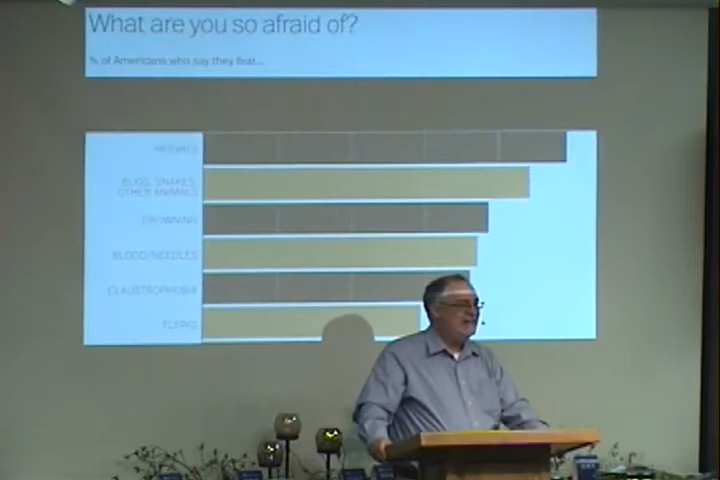 What are you so afraid of?
% of Americans who say they fear...
HEIGHTS
BUGS, SNAKES,
OTHER ANIMALS
DROWNING
BLOOD/NEEDLES
CLAUSTROPHOBIA
FLYING